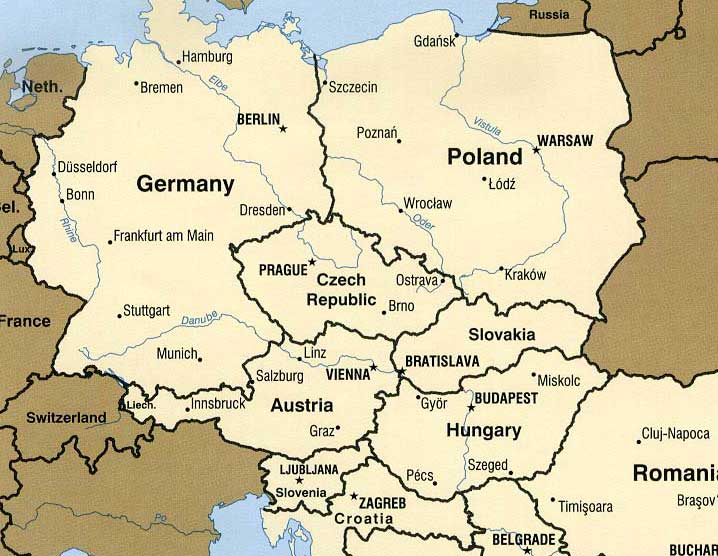 Russia
Gdańsk
Hamburg
Neth.
Elbe
Szczecin
Bremen
BERLIN
Vistula
Poznań
WARSAW
Poland
Düsseldorf
Germany
Łódź
Bonn
Wrocław
el.
Dresden
Oder
Rhine
Frankfurt am Main
Lux.
PRAGUE
Czech
Republic
Ostrava
Kraków
Brno
Stuttgart
Danube
France
Slovakia
Munich
Linz
BRATISLAVA
VIENNA
Salzburg
Miskolc
Liech.
Innsbruck
Austria
Győr
BUDAPEST
Switzerland
Graz
Hungary
Cluj-Napoca
LJUBLJANA
Slovenia
Pécs
Szeged
Romania
ZAGREB
Croatia
Timişoara
Braşov
Po
BELGRADE
BUCHAR